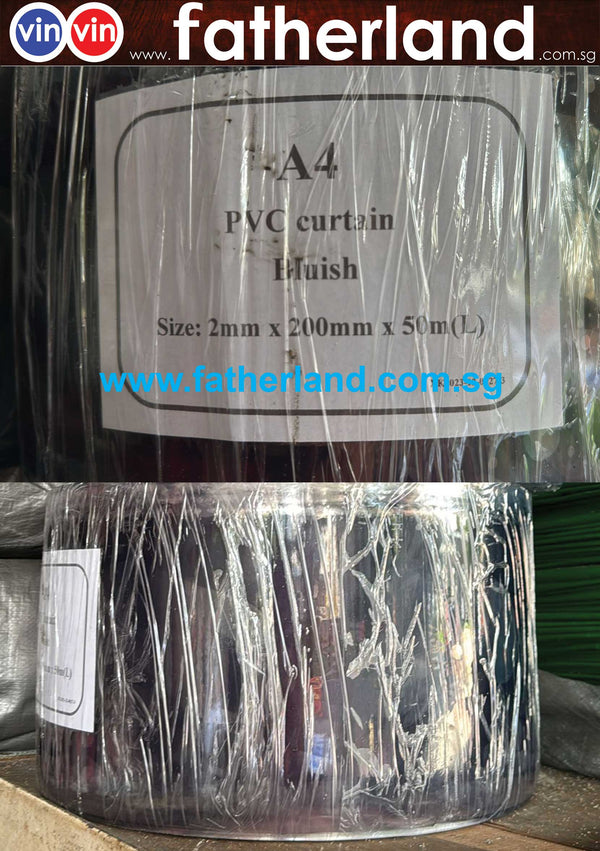 vin vin www.fatherland.com.sg
A4
PVC curtain
Bluish
Size: 2mm x 200mm x 50m(L)
www.fatherland.com.sg